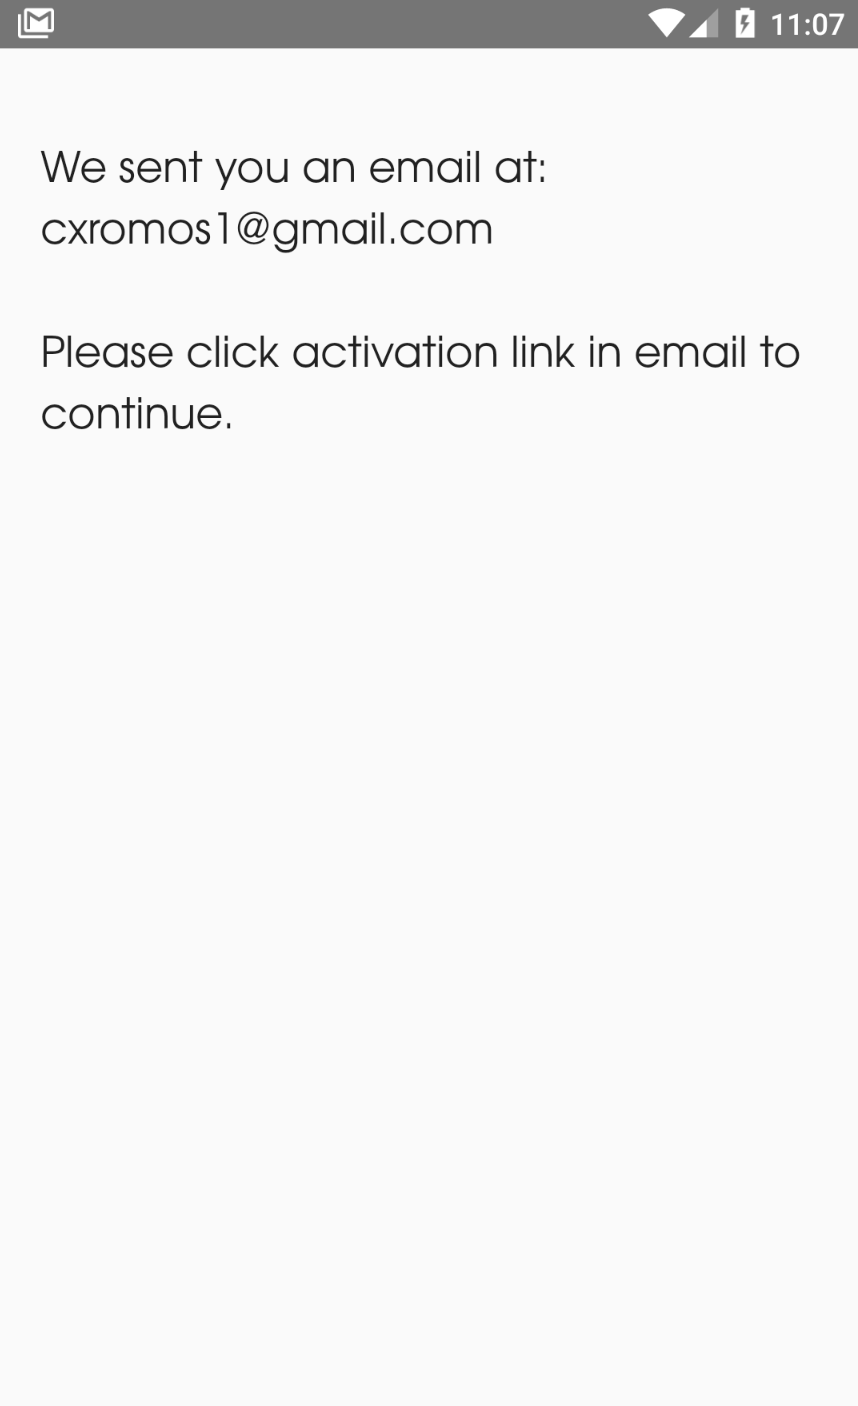 11:07
We sent you an email at:
cxromos1@gmail.com
Please click activation link in email to
continue.